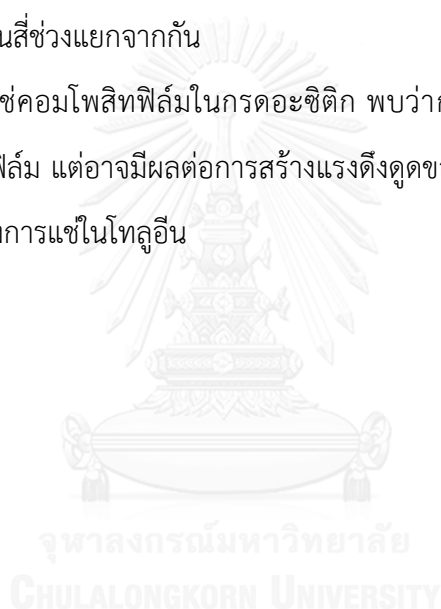 นสี่ช่วงแยกจากกัน
ช่คอมโพสิทฟิล์มในกรดอะซิติก พบว่าก
ฟิล์ม แต่อาจมีผลต่อการสร้างแรงดึงดูดขา
งการแช่ในโทลูอีน
จุฬาลงกรณ์มหาวิทยาลัย
CHULALONGKORN UNIVERSITY